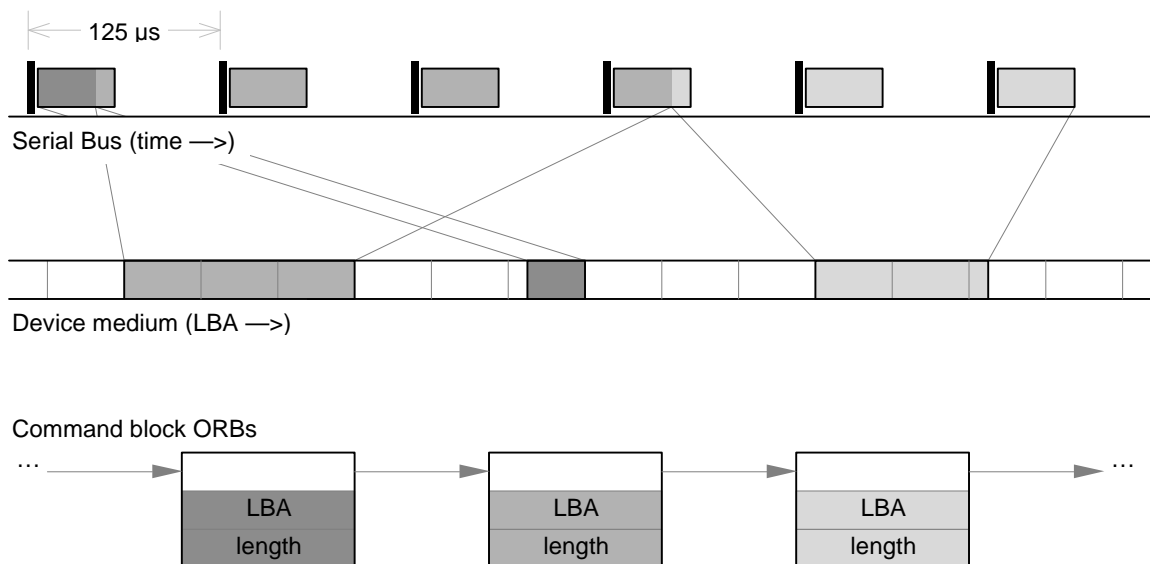 125 µs
Serial Bus (time —>)
Device medium (LBA —>)
Command block ORBs
… …
LBA LBA LBA
length length length